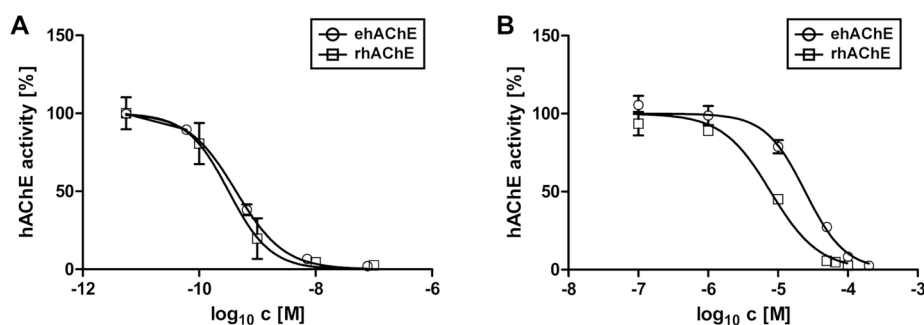 A
150
100
50
0
hAChE activity [%]
-12
-10
-8
-6
log₁₀ c [M]
ehAChE
rhAChE
B
150
100
50
0
hAChE activity [%]
-8
-7
-6
-5
-4
-3
log₁₀ c [M]
ehAChE
rhAChE